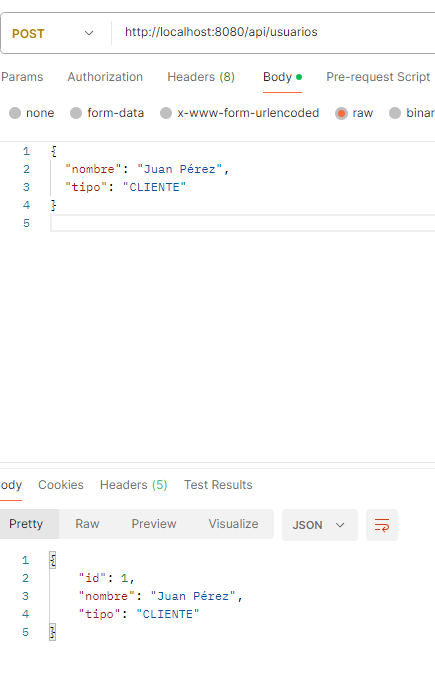 POST http://localhost:8080/api/usuarios
Params Authorization Headers (8) Body Pre-request Script
none form-data x-www-form-urlencoded raw binar
1 {
2 "nombre": "Juan Pérez",
3 "tipo": "CLIENTE"
4 }
5
ody Cookies Headers (5) Test Results
Pretty Raw Preview Visualize JSON
1 {
2 "id": 1,
3 "nombre": "Juan Pérez",
4 "tipo": "CLIENTE"
5 }